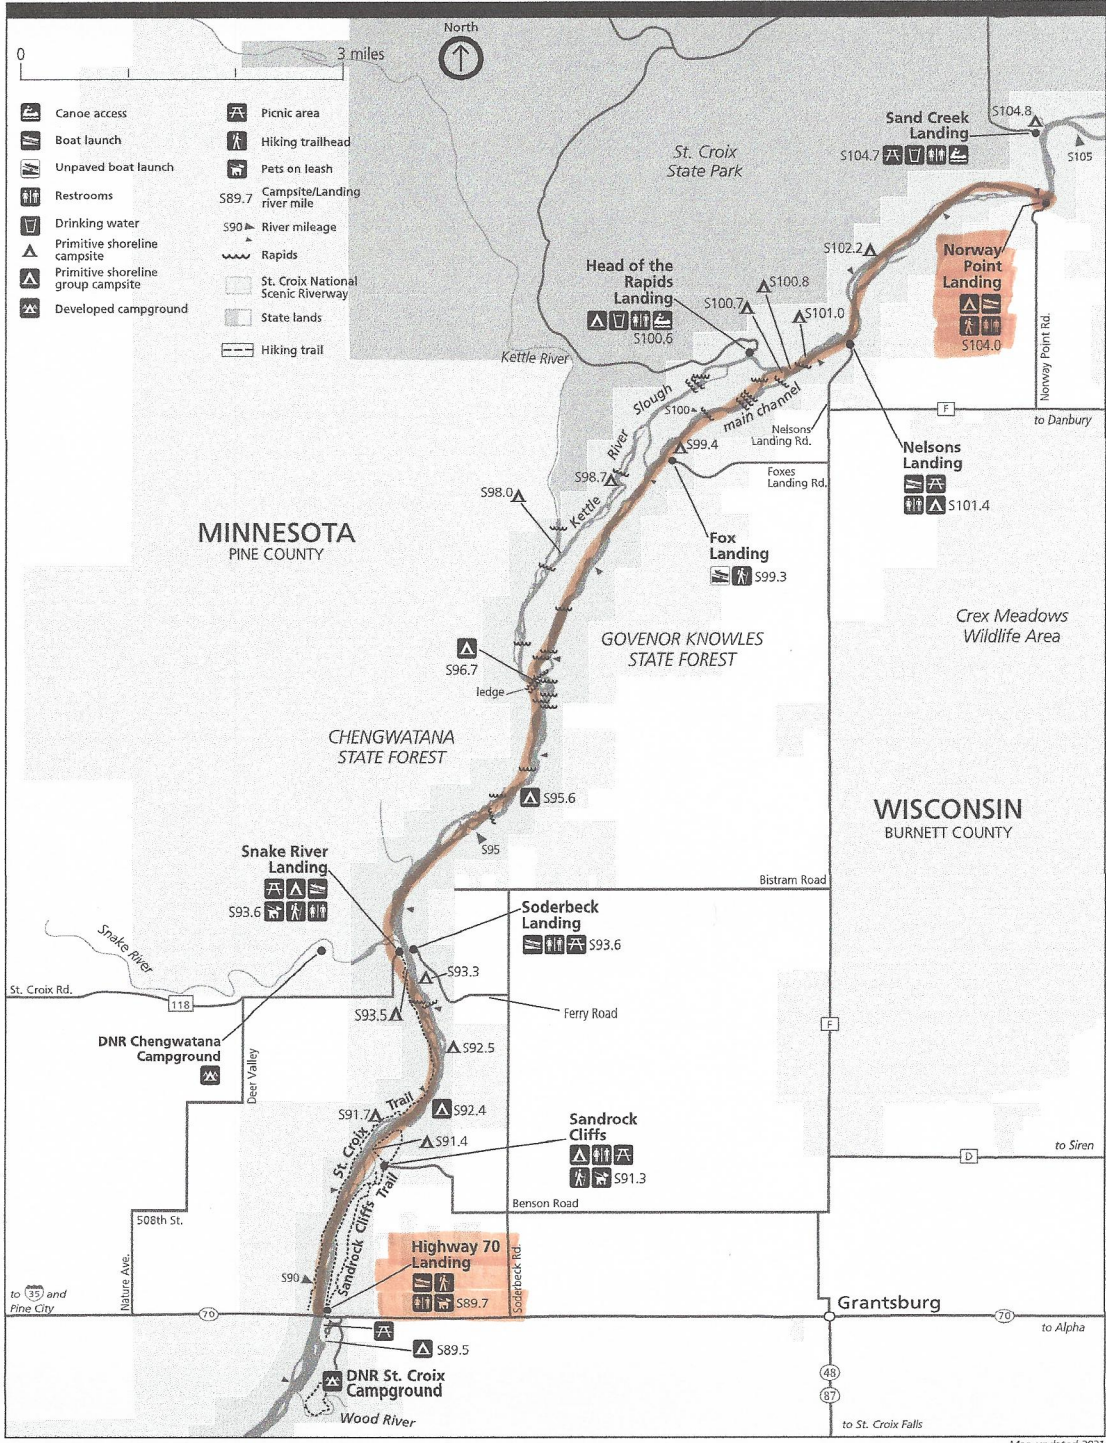 0
3 miles
North
Canoe access
Boat launch
Unpaved boat launch
Restrooms
Drinking water
Primitive shoreline
campsite
Primitive shoreline
group campsite
Developed campground
Picnic area
Hiking trailhead
Pets on leash
S89.7 Campsite/Landing
river mile
S90 River mileage
Rapids
St. Croix National
Scenic Riverway
State lands
Hiking trail
St. Croix
State Park
S104.8
Sand Creek
Landing
S104.7
S105
S102.2
Norway
Point
Landing
S104.0
Norway Point Rd.
Head of the
Rapids
Landing
S100.6
S100.8
S100.7
S101.0
Kettle River
Kettle River Slough
S100
main channel
Nelsons
Landing Rd.
F
to Danbury
S99.4
Foxes
Landing Rd.
Nelsons
Landing
S101.4
S98.7
S98.0
Fox
Landing
S99.3
MINNESOTA
PINE COUNTY
Crex Meadows
Wildlife Area
GOVENOR KNOWLES
STATE FOREST
S96.7
ledge
CHENGWATANA
STATE FOREST
S95.6
WISCONSIN
BURNETT COUNTY
S95
Snake River
Landing
S93.6
Bistram Road
Soderbeck
Landing
S93.6
Snake River
St. Croix Rd.
118
S93.3
S93.5
Ferry Road
F
DNR Chengwatana
Campground
Deer Valley
S92.5
S92.4
S91.7
St. Croix Trail
S91.4
Sandrock
Cliffs
S91.3
to Siren
D
Benson Road
508th St.
Nature Ave.
Sandrock Cliffs Trail
Highway 70
Landing
S89.7
Soderbeck Rd.
S90
to 35 and
Pine City
70
Grantsburg
70
to Alpha
S89.5
DNR St. Croix
Campground
Wood River
48
87
to St. Croix Falls
Map updated 2021